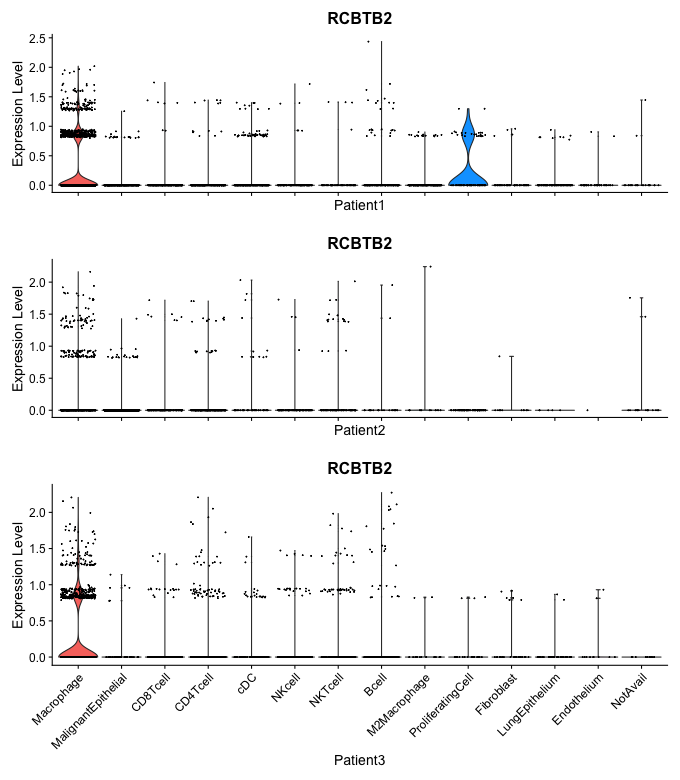 RCBTB2
Expression Level
2.5
2.0
1.5
1.0
0.5
0.0
Patient1
RCBTB2
Expression Level
2.0
1.5
1.0
0.5
0.0
Patient2
RCBTB2
Expression Level
2.0
1.5
1.0
0.5
0.0
Macrophage
MalignantEpithelial
CD8Tcell
CD4Tcell
cDC
NKcell
NKTcell
Bcell
M2Macrophage
ProliferatingCell
Fibroblast
LungEpithelium
Endothelium
NotAvail
Patient3